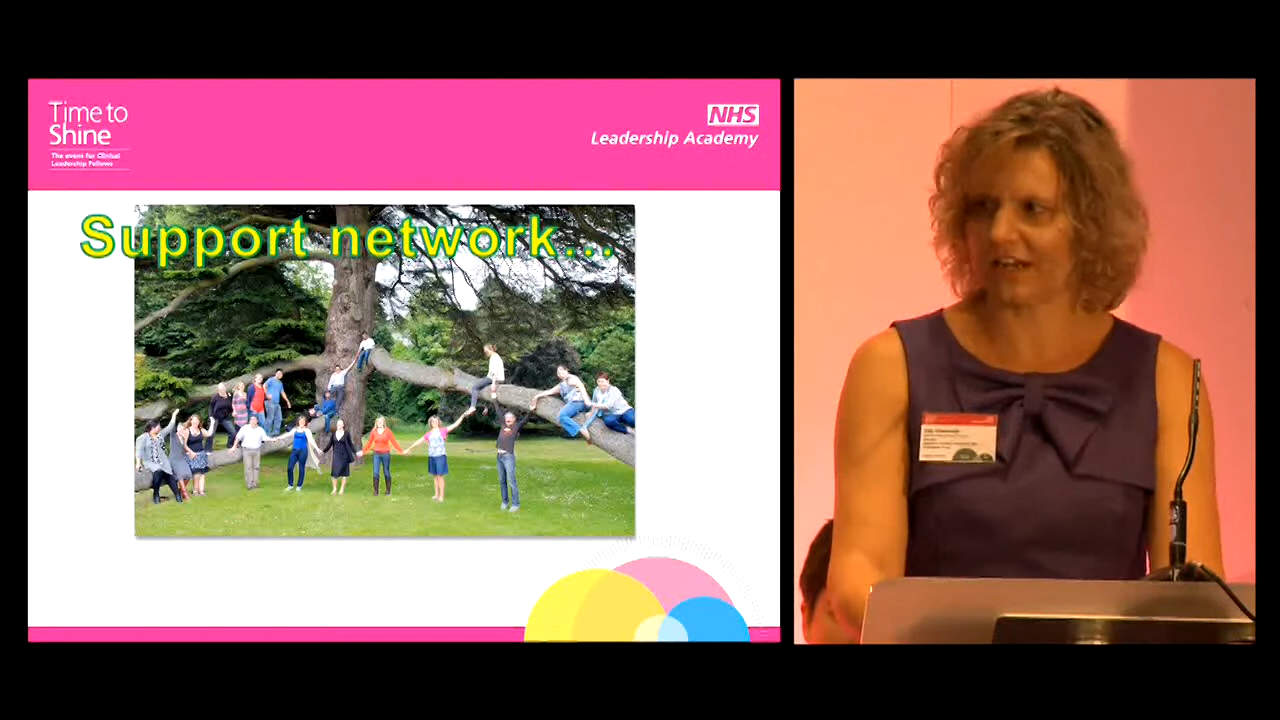 Time to
Shine
The event for Clinical
Leadership Fellows
NHS
Leadership Academy
Support network...